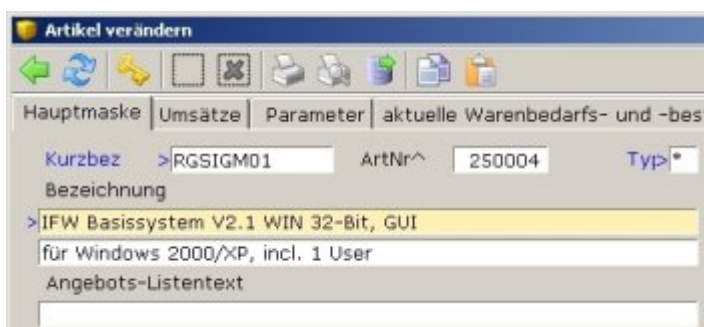 Artikel verändern
Hauptmaske Umsätze Parameter aktuelle Warenbedarfs- und -bes
Kurzbez >RGSIGM01 ArtNr^ 250004 Typ>*
Bezeichnung
>IFW Basissystem V2.1 WIN 32-Bit, GUI
für Windows 2000/XP, incl. 1 User
Angebots-Listentext